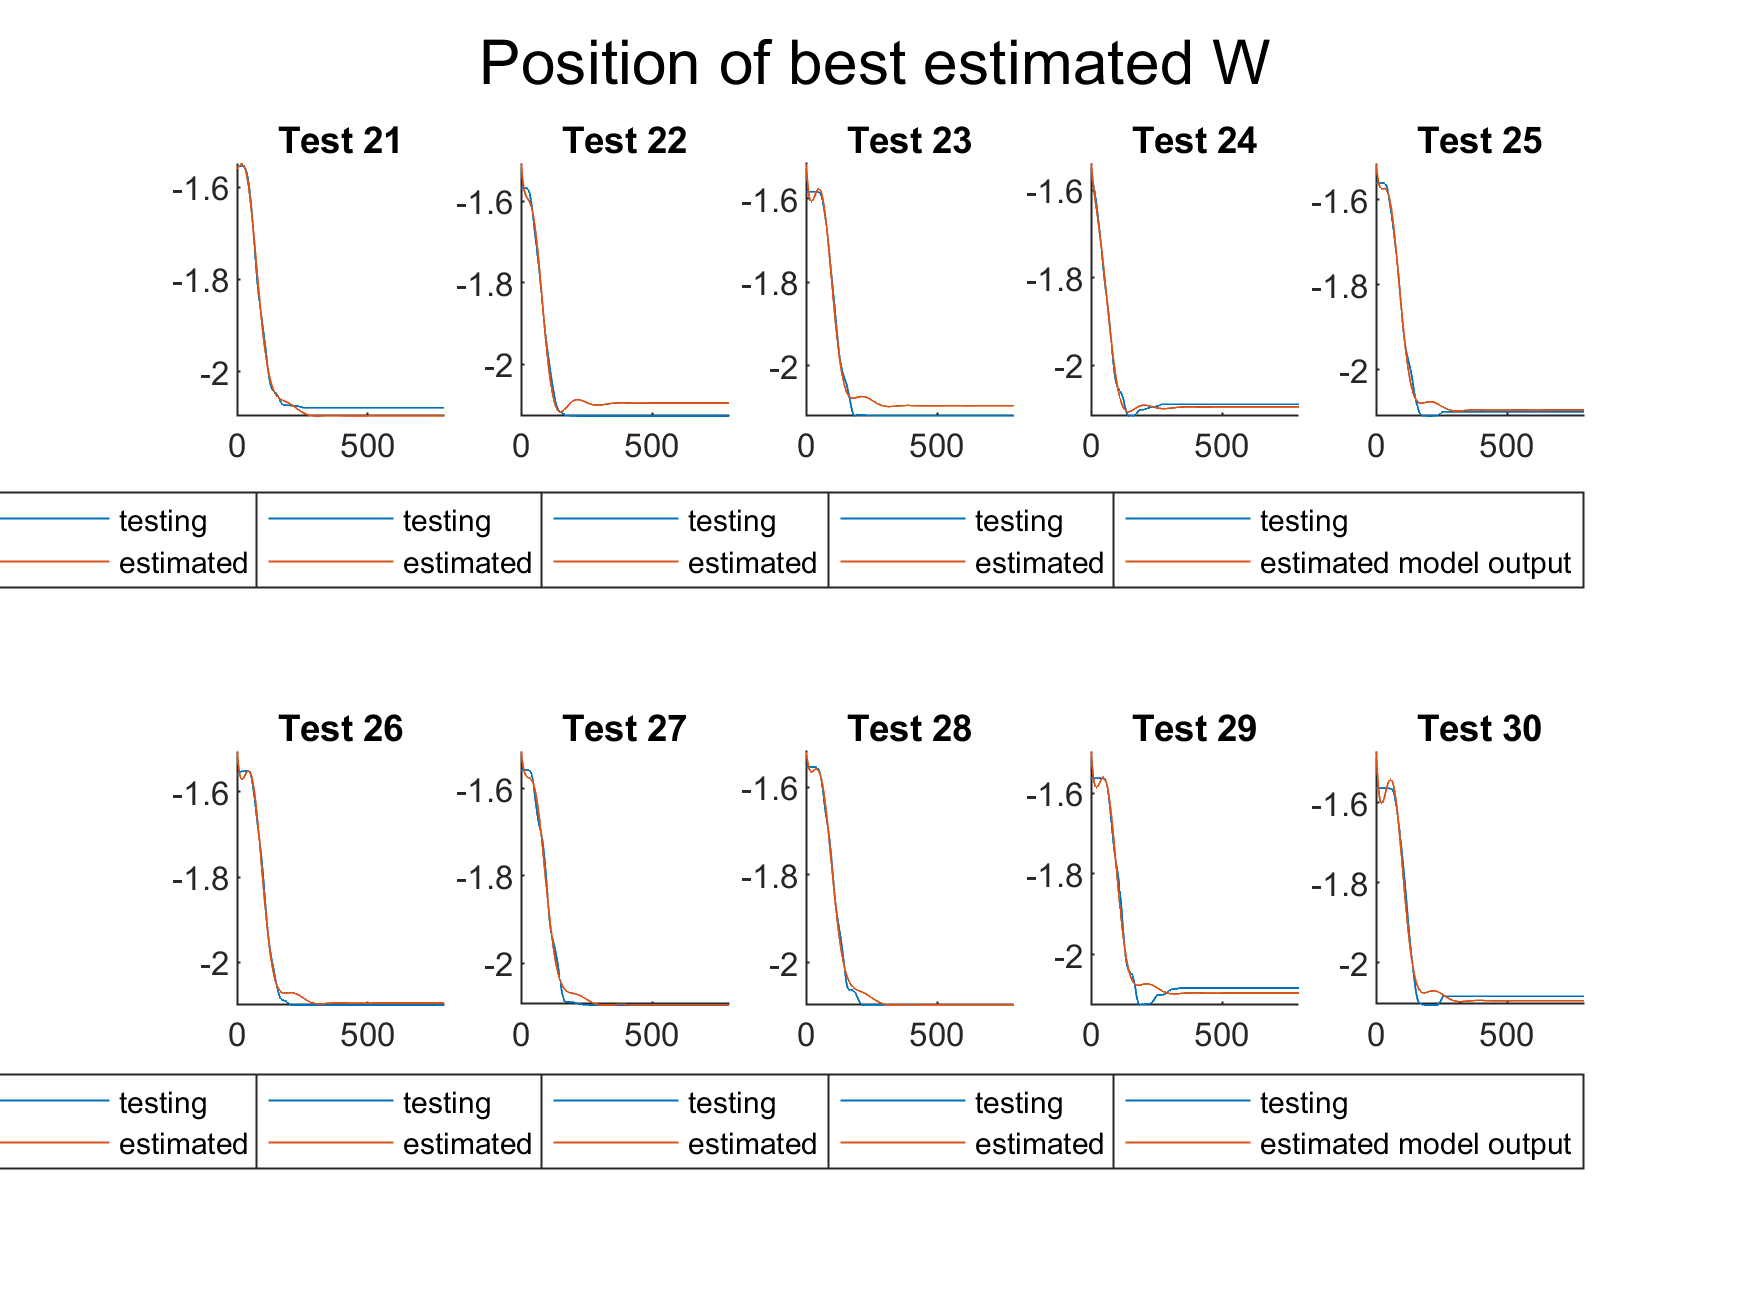 Position of best estimated W
Test 21 Test 22 Test 23 Test 24 Test 25
-1.6 -1.6 -1.6 -1.6 -1.6
-1.8 -1.8 -1.8 -1.8 -1.8
-2 -2 -2 -2 -2
0 500 0 500 0 500 0 500 0 500
testing testing testing testing testing
estimated estimated estimated estimated estimated model output
Test 26 Test 27 Test 28 Test 29 Test 30
-1.6 -1.6 -1.6 -1.6 -1.6
-1.8 -1.8 -1.8 -1.8 -1.8
-2 -2 -2 -2 -2
0 500 0 500 0 500 0 500 0 500
testing testing testing testing testing
estimated estimated estimated estimated estimated model output